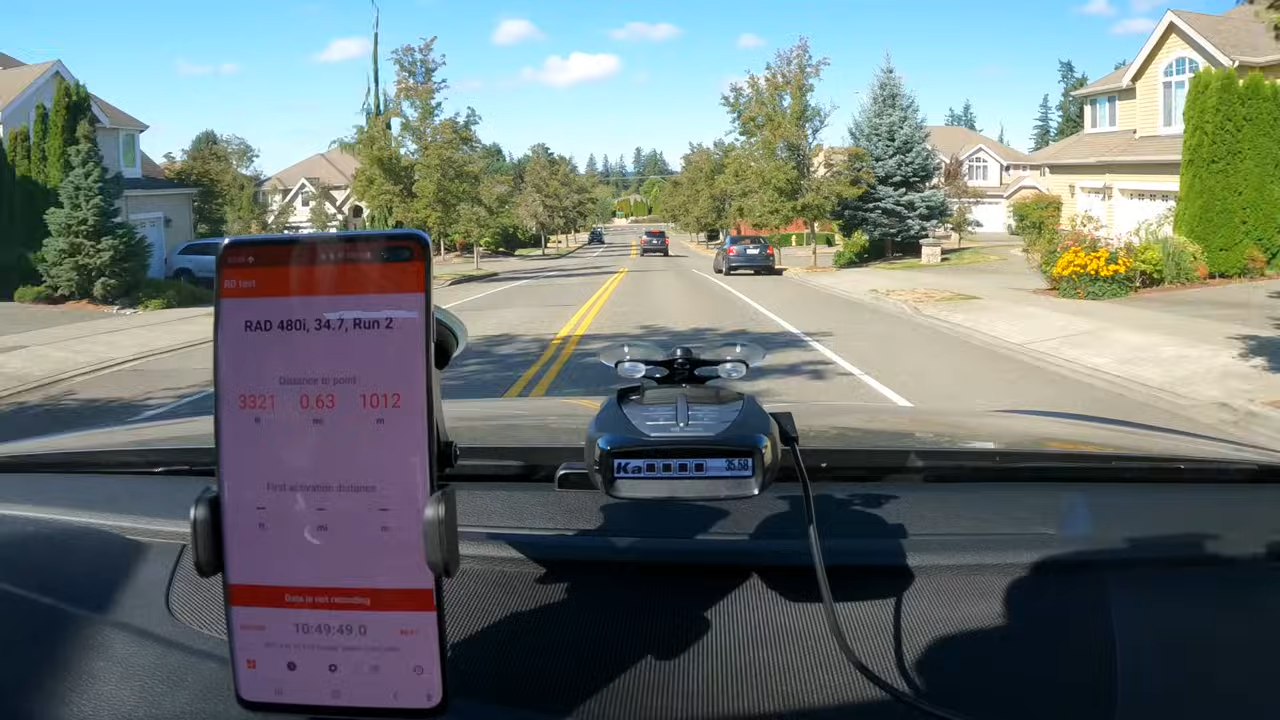 RD test
RAD 480i, 34.7, Run 2
Distance to point
3321 0.63 1012
ft mi m
First activation distance
-- -- --
ft mi m
Data is not recording
10:49:49.0
Ka 35.58